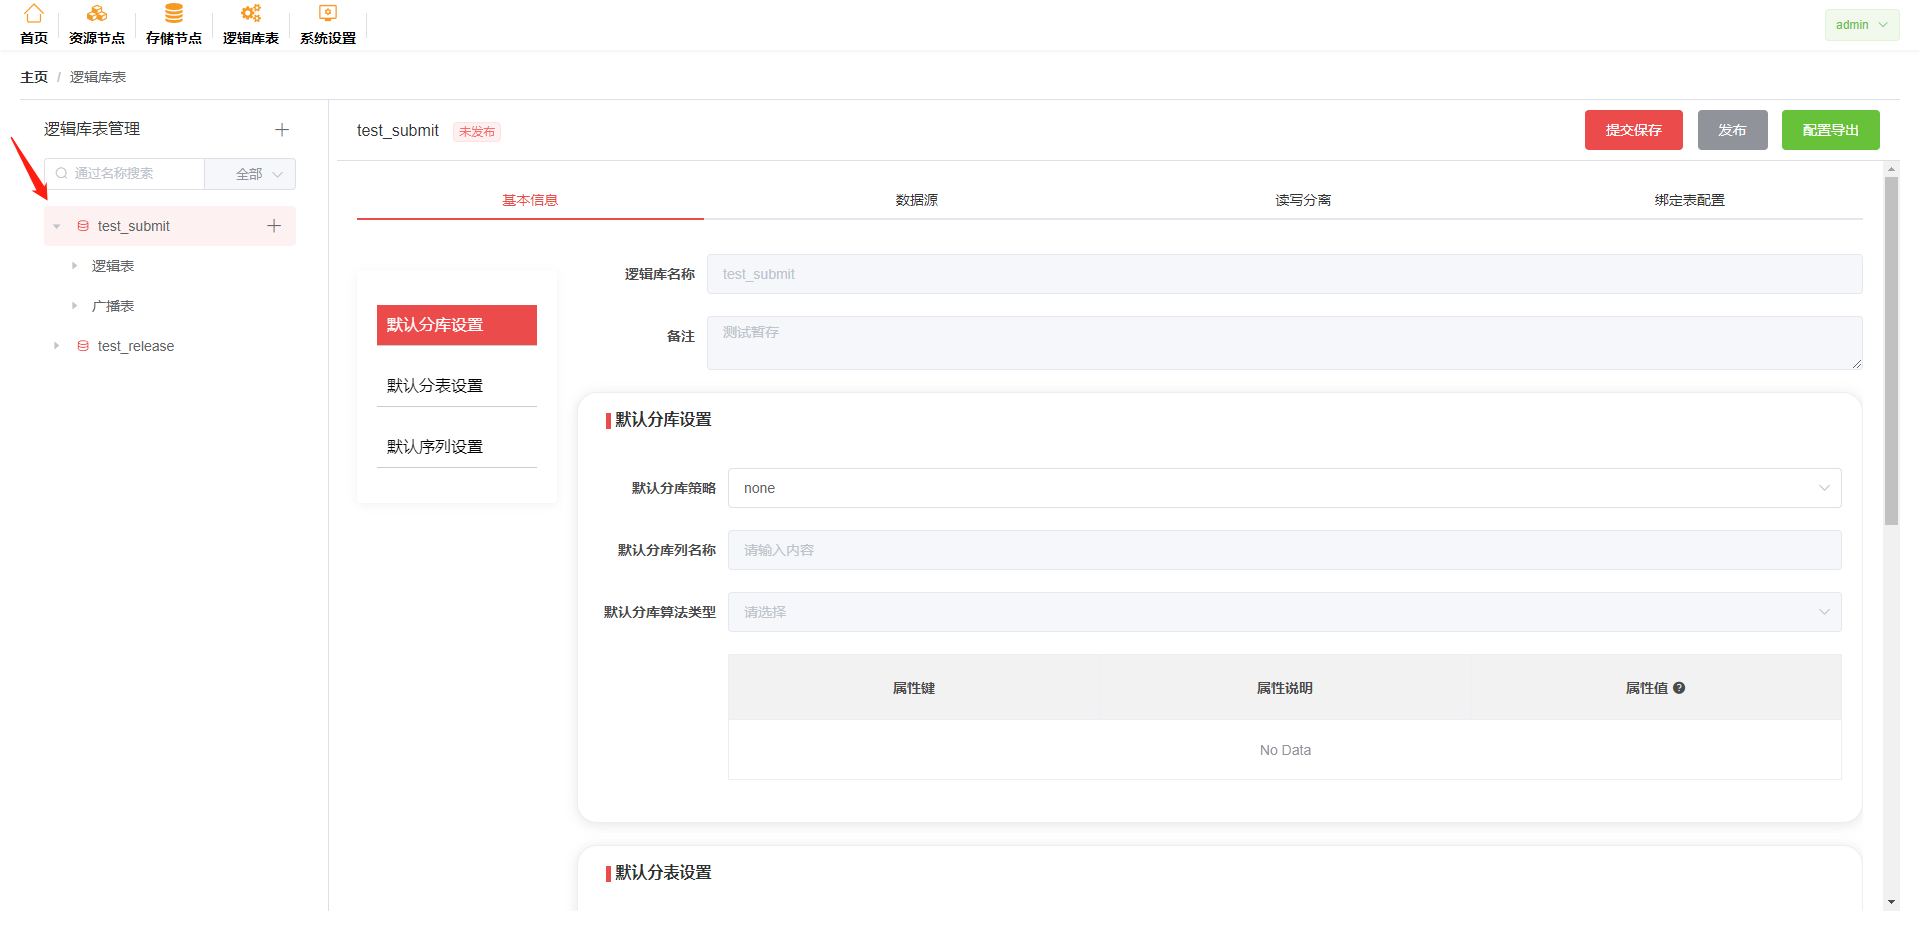 首页
资源节点
存储节点
逻辑库表
系统设置
admin
主页 / 逻辑库表
逻辑库表管理
通过名称搜索
全部
test_submit
逻辑表
广播表
test_release
test_submit
未发布
提交保存
发布
配置导出
基本信息
数据源
读写分离
绑定表配置
默认分库设置
默认分表设置
默认序列设置
逻辑库名称
test_submit
备注
测试暂存
默认分库设置
默认分库策略
none
默认分库列名称
请输入内容
默认分库算法类型
请选择
属性键
属性说明
属性值
No Data
默认分表设置